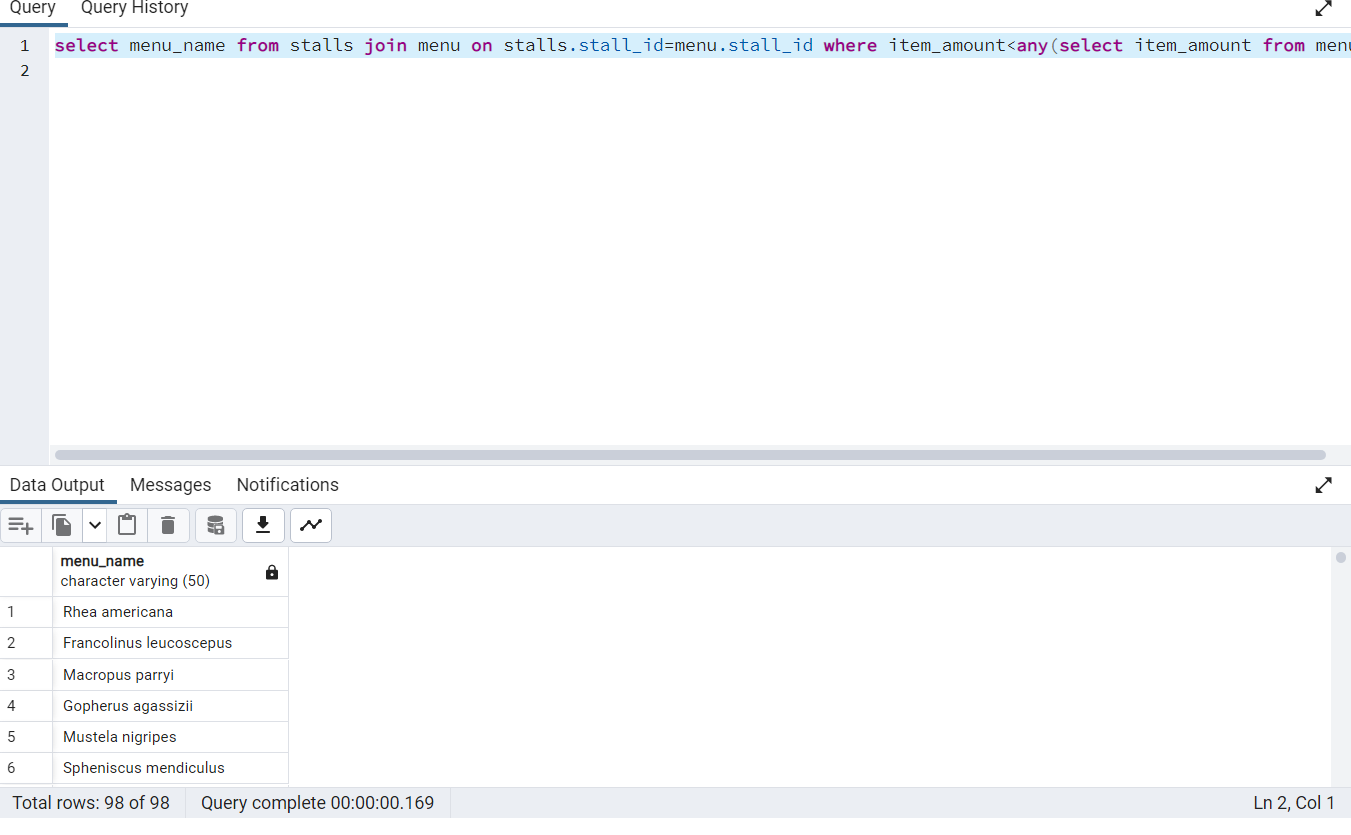 Query Query History
1 select menu_name from stalls join menu on stalls.stall_id=menu.stall_id where item_amount<any(select item_amount from menu
2
Data Output Messages Notifications
menu_name
character varying (50)
1 Rhea americana
2 Francolinus leucoscepus
3 Macropus parryi
4 Gopherus agassizii
5 Mustela nigripes
6 Spheniscus mendiculus
Total rows: 98 of 98 Query complete 00:00:00.169 Ln 2, Col 1